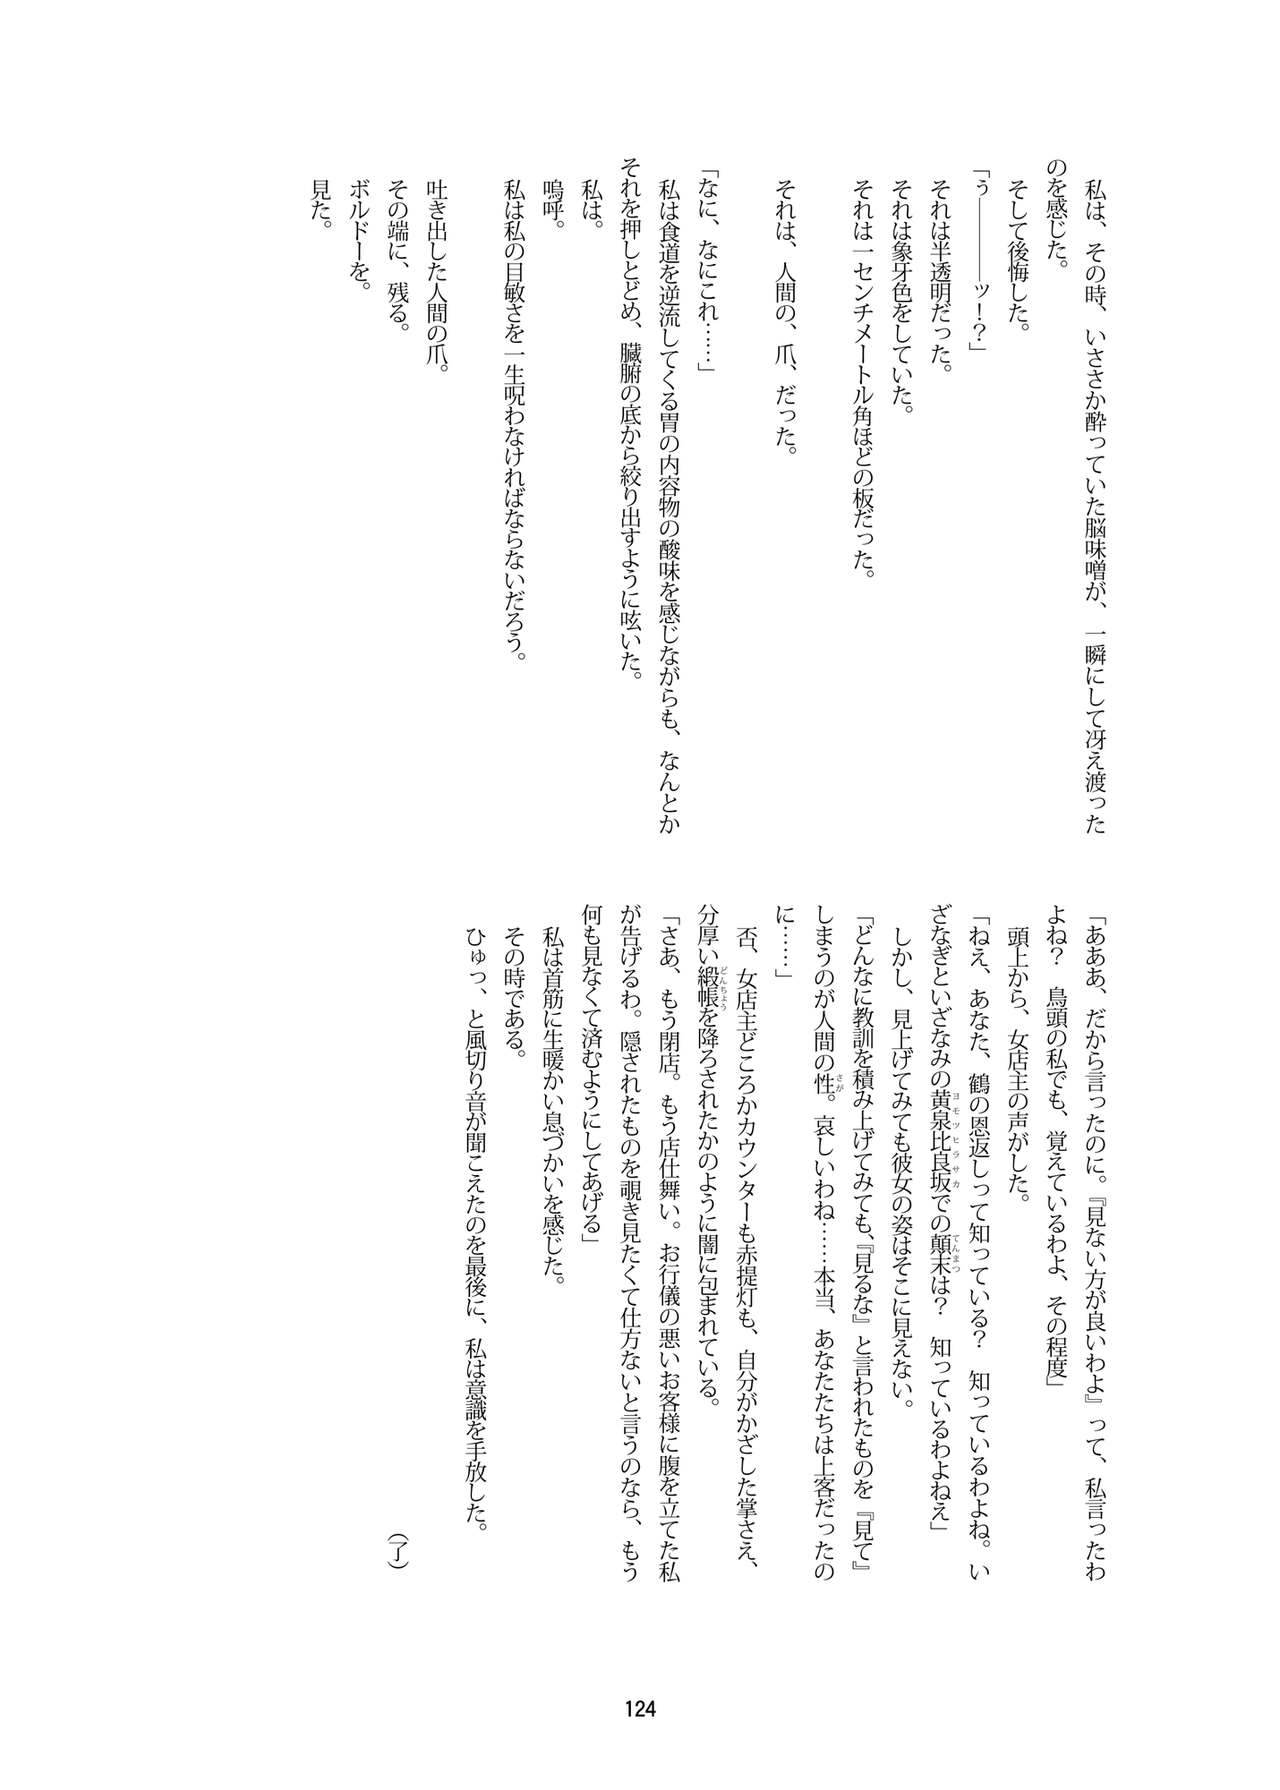 私は、その時、いささか酔っていた脳味噌が、一瞬にして冴え渡った
のを感じた。
　そして後悔した。
「う―――ッ！？」
　それは半透明だった。
　それは象牙色をしていた。
　それは一センチメートル角ほどの板だった。
　それは、人間の、爪、だった。
「なに、なにこれ……」
　私は食道を逆流してくる胃の内容物の酸味を感じながらも、なんとか
それを押しとどめ、臓腑の底から絞り出すように呟いた。
　私は。
　嗚呼。
　私は私の目敏さを一生呪わなければならないだろう。
　吐き出した人間の爪。
　その端に、残る。
　ボルドーを。
　見た。
「あああ、だから言ったのに。『見ない方が良いわよ』って、私言ったわ
よね？　鳥頭の私でも、覚えているわよ、その程度」
　頭上から、女店主の声がした。
「ねえ、あなた、鶴の恩返しって知っている？　知っているわよね。い
ざなぎといざなみの黄泉比良坂での顛末は？　知っているわよねえ」
ヨモツヒラサカ
てんまつ
　しかし、見上げてみても彼女の姿はそこに見えない。
「どんなに教訓を積み上げてみても、『見るな』と言われたものを『見て』
しまうのが人間の性。哀しいわね……本当、あなたたちは上客だったの
さが
に……」
　否、女店主どころかカウンターも赤提灯も、自分がかざした掌さえ、
分厚い緞帳を降ろされたかのように闇に包まれている。
どんちょう
「さあ、もう閉店。もう店仕舞い。お行儀の悪いお客様に腹を立てた私
が告げるわ。隠されたものを覗き見たくて仕方ないと言うのなら、もう
何も見なくて済むようにしてあげる」
　私は首筋に生暖かい息づかいを感じた。
　その時である。
　ひゅっ、と風切り音が聞こえたのを最後に、私は意識を手放した。
（了）
124